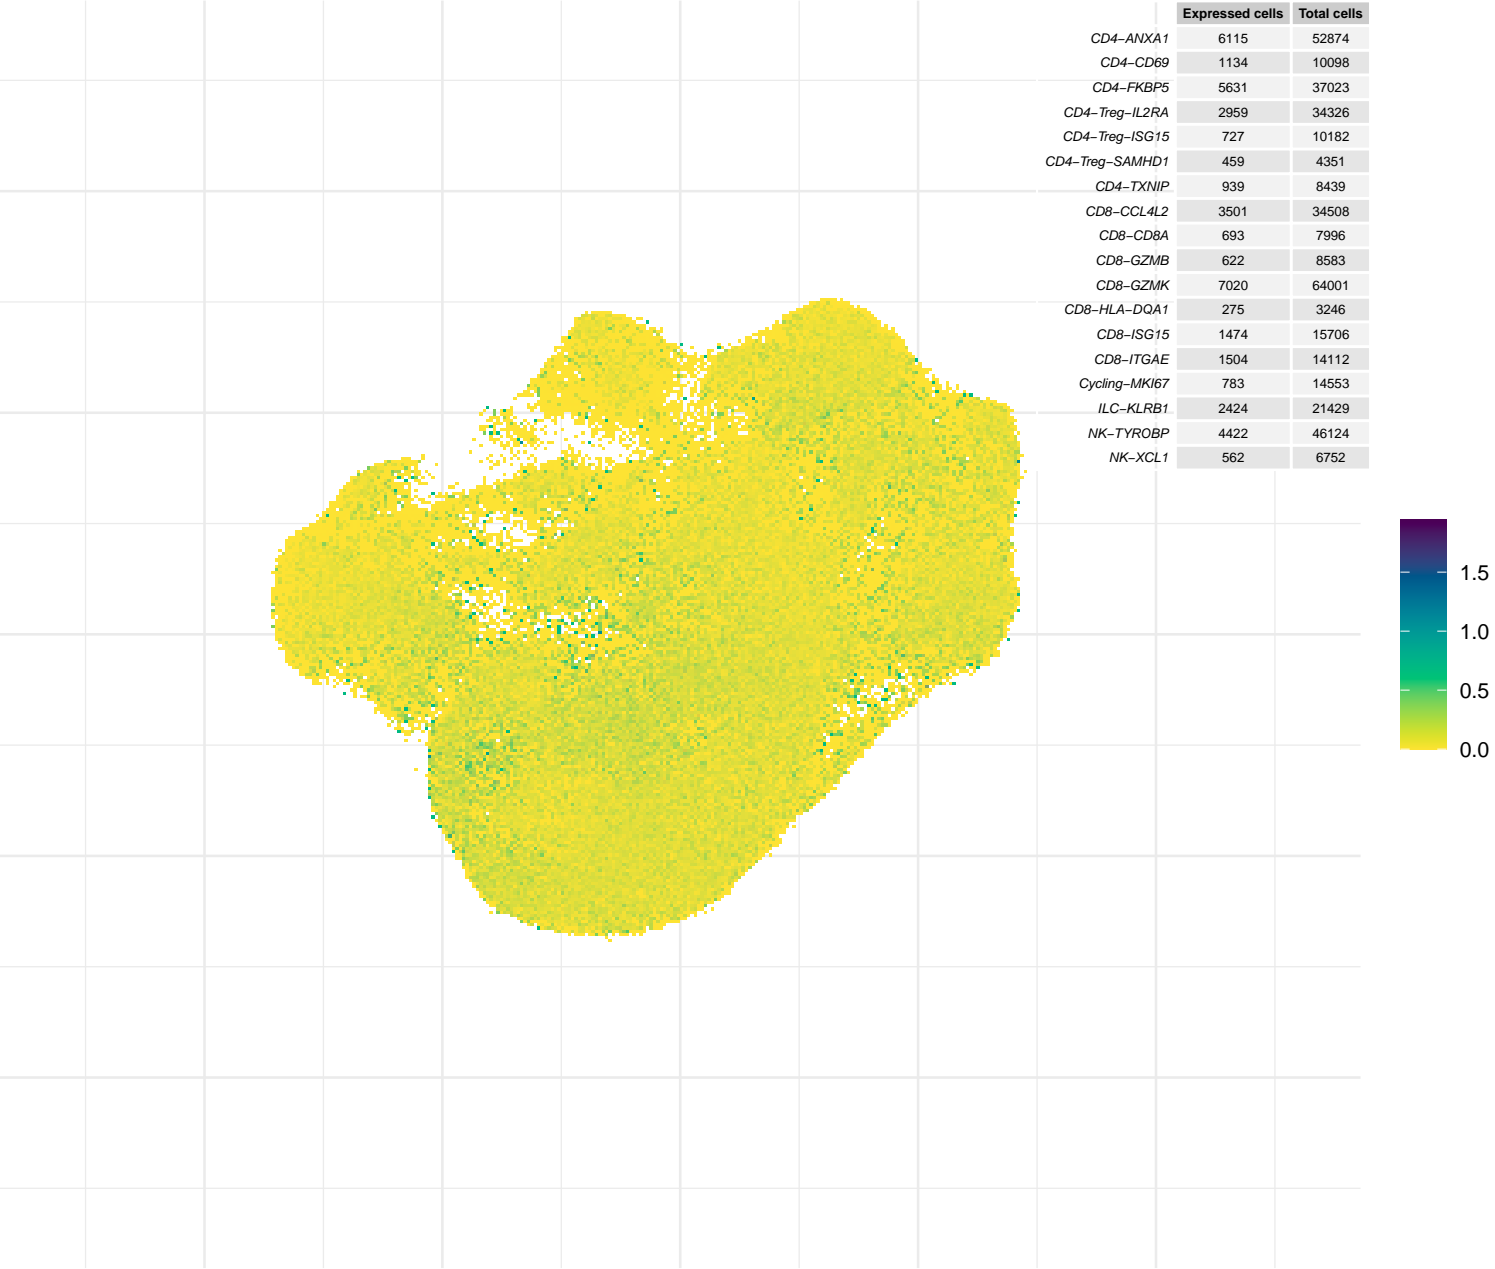 Expressed cells Total cells
CD4−ANXA1 6115 52874
CD4−CD69 1134 10098
CD4−FKBP5 5631 37023
CD4−Treg−IL2RA 2959 34326
CD4−Treg−ISG15 727 10182
CD4−Treg−SAMHD1 459 4351
CD4−TXNIP 939 8439
CD8−CCL4L2 3501 34508
CD8−CD8A 693 7996
CD8−GZMB 622 8583
CD8−GZMK 7020 64001
CD8−HLA−DQA1 275 3246
CD8−ISG15 1474 15706
CD8−ITGAE 1504 14112
Cycling−MKI67 783 14553
ILC−KLRB1 2424 21429
NK−TYROBP 4422 46124
NK−XCL1 562 6752
1.5
1.0
0.5
0.0